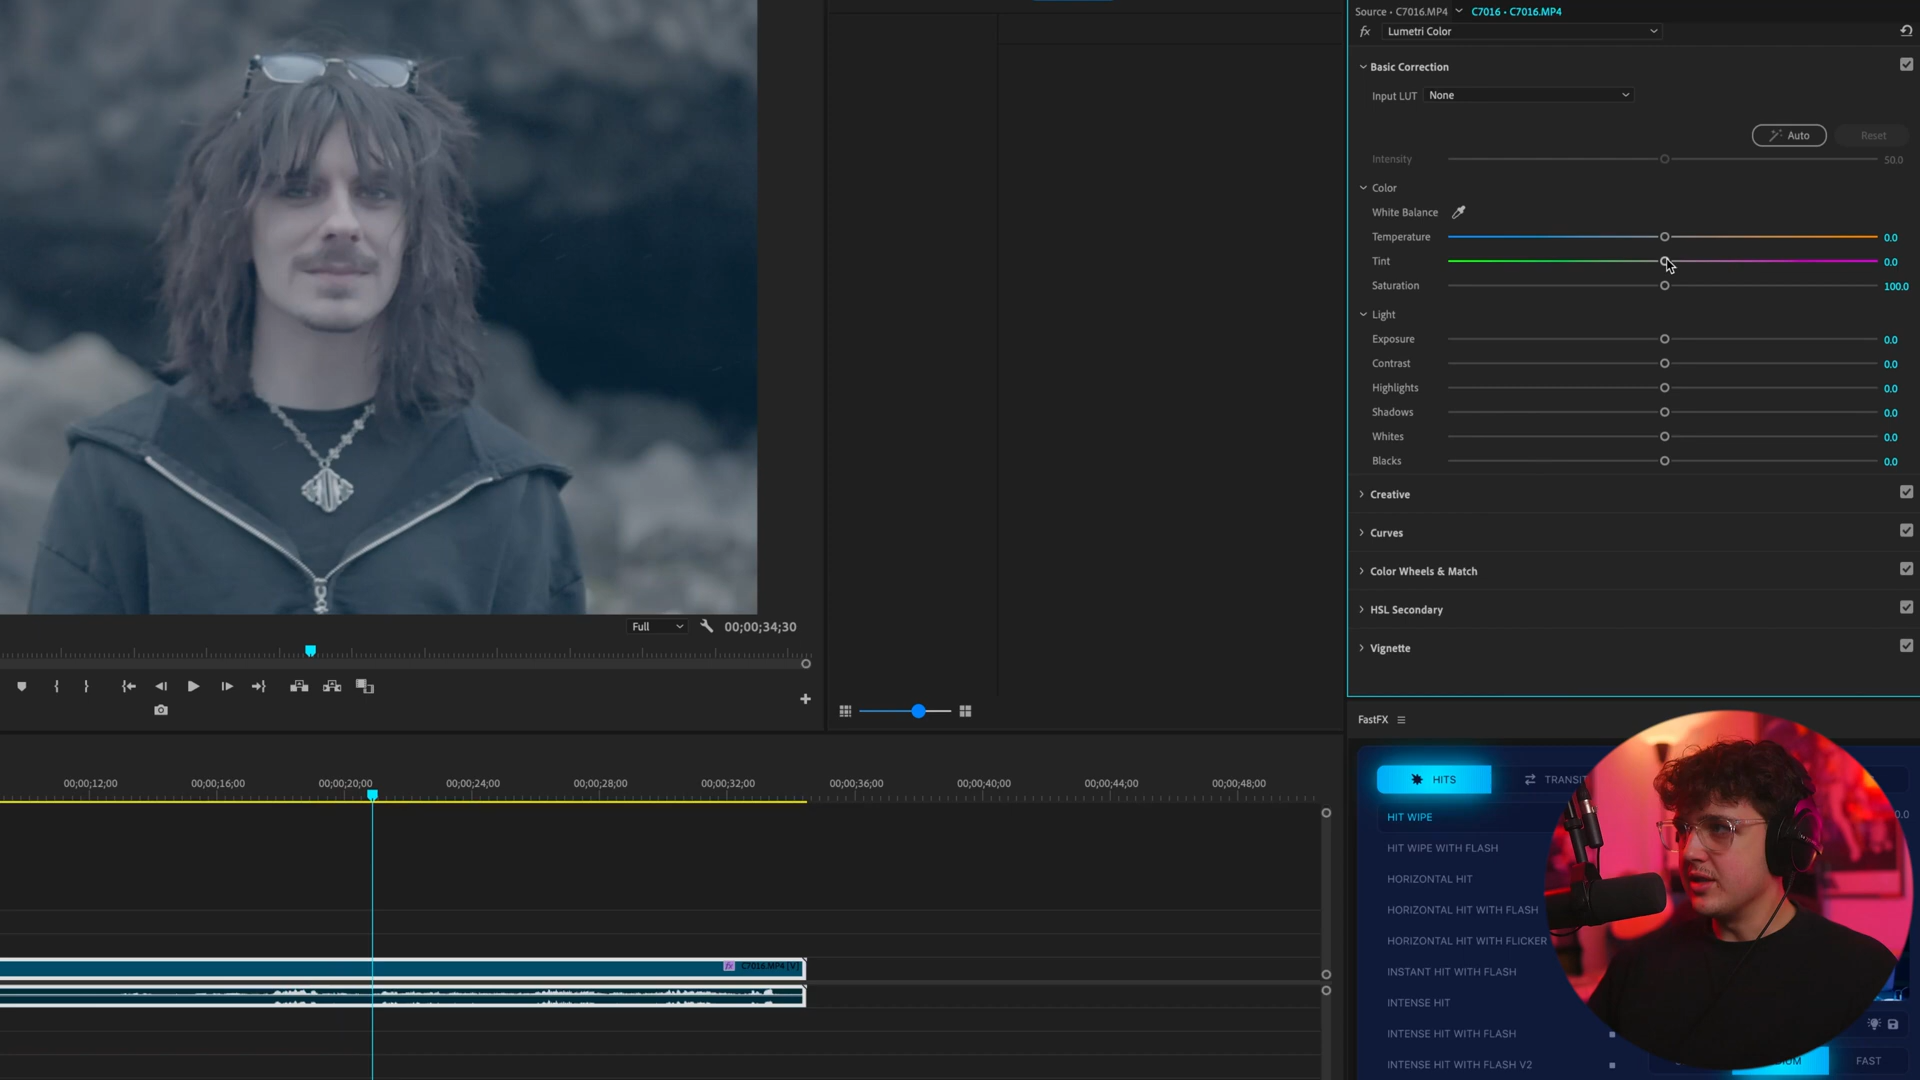 Source • C7016.MP4 C7016 • C7016.MP4
fx Lumetri Color
Basic Correction
Input LUT None
Auto Reset
Intensity 50.0
Color
White Balance
Temperature 0.0
Tint 0.0
Saturation 100.0
Light
Exposure 0.0
Contrast 0.0
Highlights 0.0
Shadows 0.0
Whites 0.0
Blacks 0.0
Creative
Curves
Color Wheels & Match
HSL Secondary
Vignette
Full 00;00;34;30
FastFX
HITS TRANSIT
HIT WIPE
HIT WIPE WITH FLASH
HORIZONTAL HIT
HORIZONTAL HIT WITH FLASH
HORIZONTAL HIT WITH FLICKER
INSTANT HIT WITH FLASH
INTENSE HIT
INTENSE HIT WITH FLASH
INTENSE HIT WITH FLASH V2
FAST
00;00;12;00 00;00;16;00 00;00;20;00 00;00;24;00 00;00;28;00 00;00;32;00 00;00;36;00 00;00;40;00 00;00;44;00 00;00;48;00
fx C7016.MP4 [V]